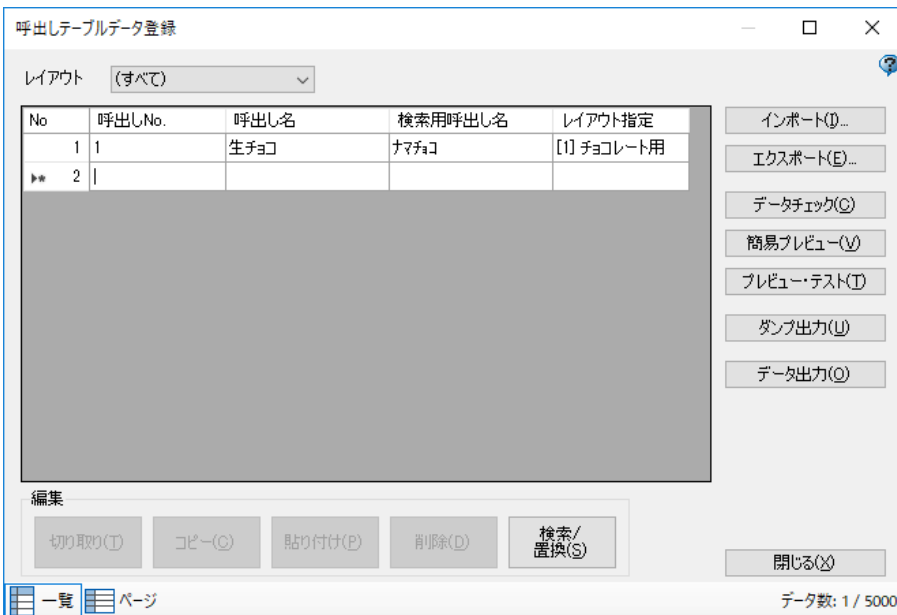 呼出しテーブルデータ登録
レイアウト (すべて)
No 呼出しNo. 呼出し名 検索用呼出し名 レイアウト指定
1 1 生チョコ ﾅﾏﾁｮｺ [1] チョコレート用
2
インポート(I)...
エクスポート(E)...
データチェック(C)
簡易プレビュー(V)
プレビュー・テスト(T)
ダンプ出力(U)
データ出力(O)
編集
切り取り(T) コピー(C) 貼り付け(P) 削除(D) 検索/
置換(S)
閉じる(X)
一覧 ページ データ数: 1 / 5000